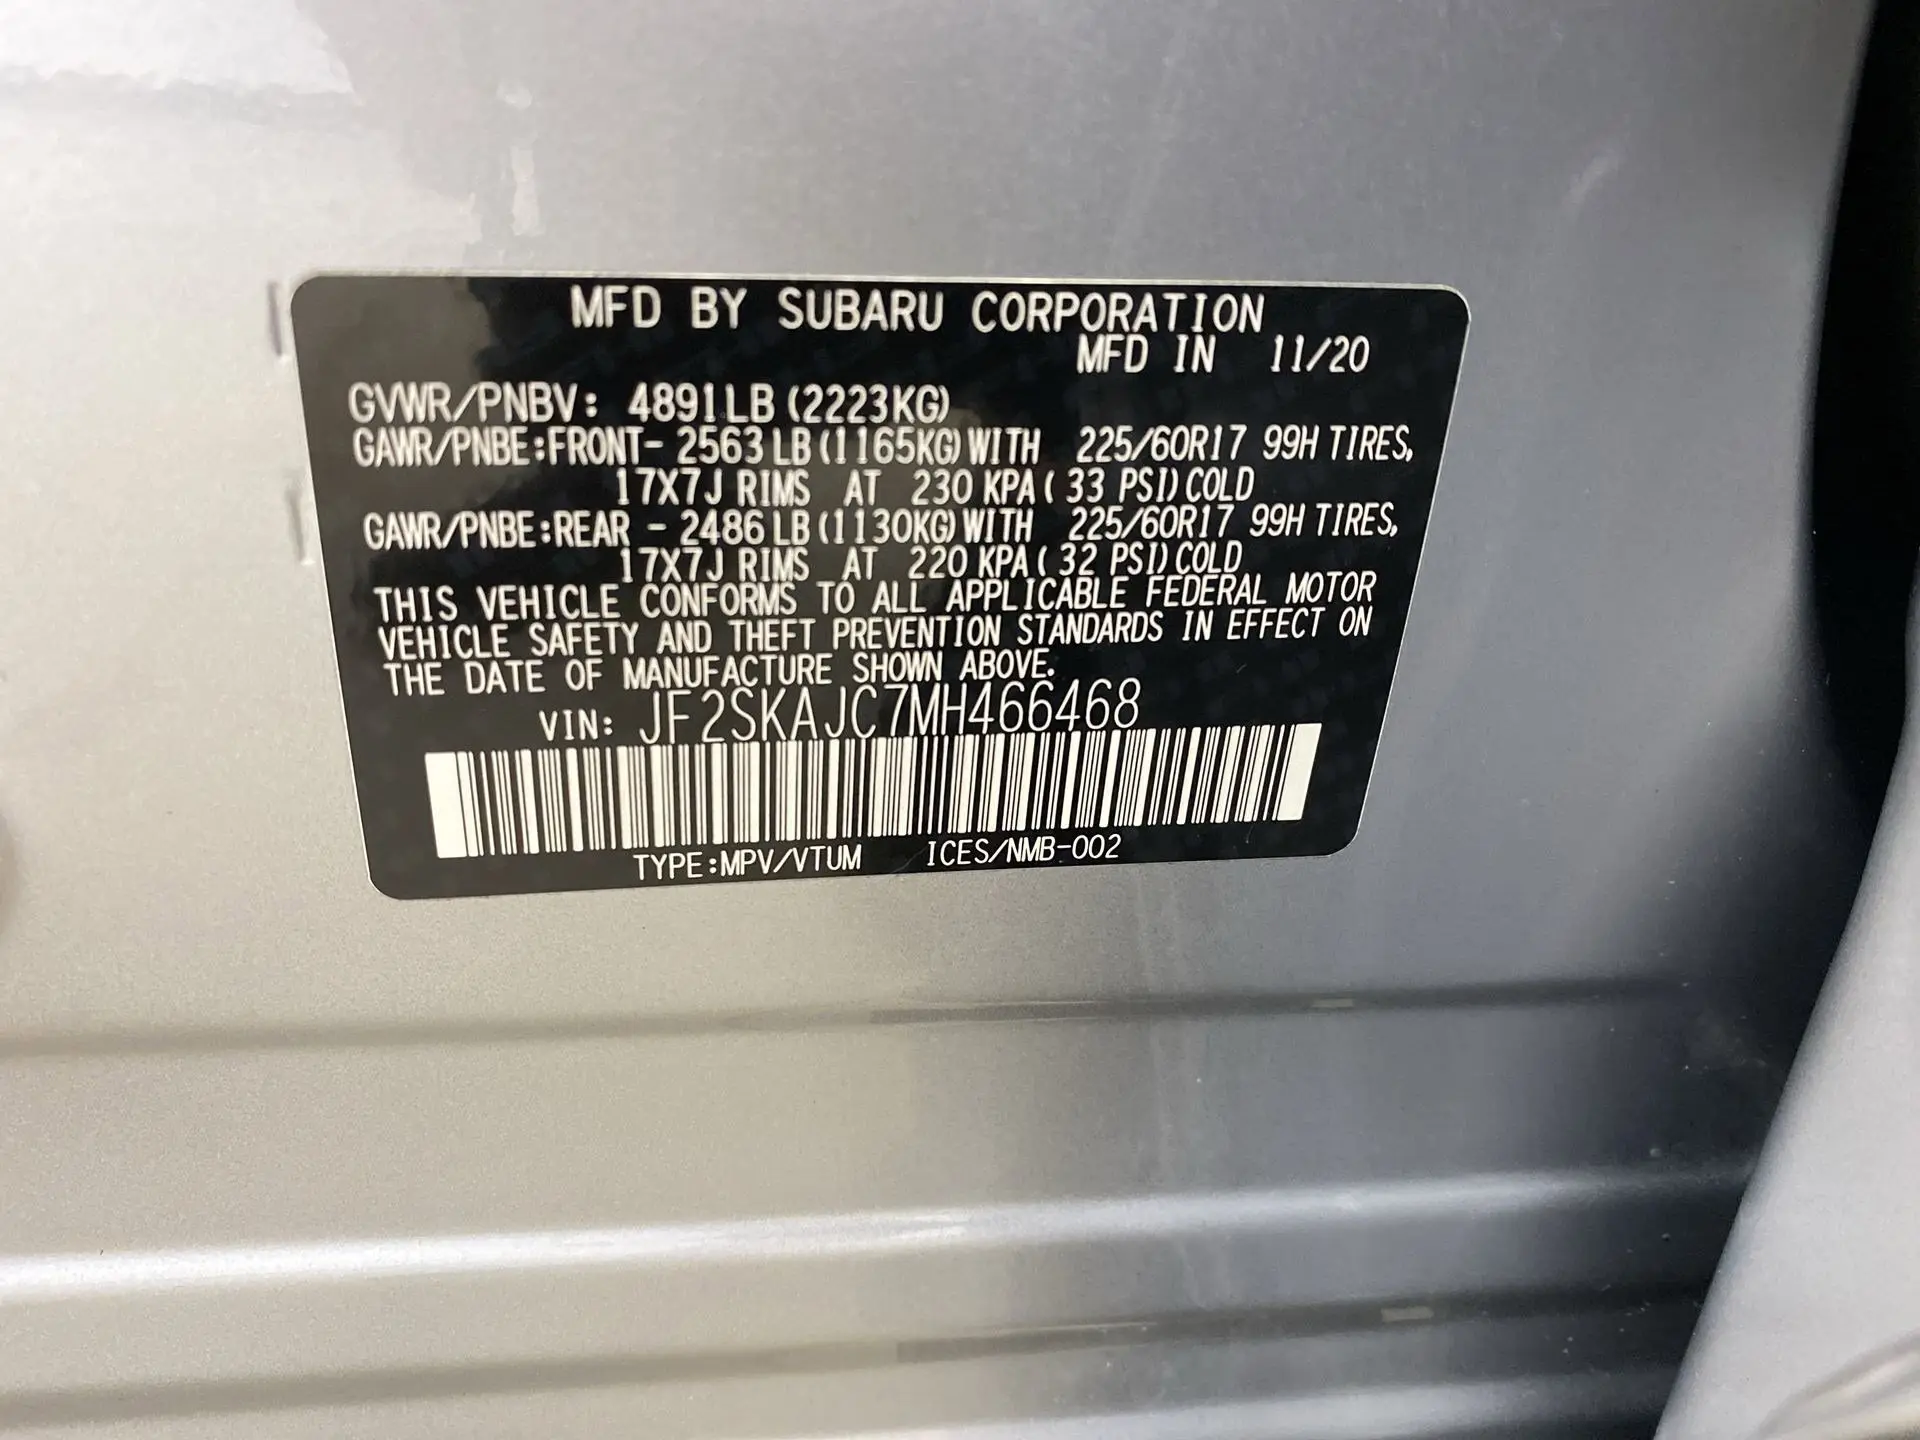 MFD BY SUBARU CORPORATION
MFD IN 11/20
GVWR/PNBV: 4891LB (2223KG)
GAWR/PNBE:FRONT- 2563LB (1165KG) WITH 225/60R17 99H TIRES,
17X7J RIMS AT 230 KPA ( 33 PSI) COLD
GAWR/PNBE:REAR - 2486LB (1130KG) WITH 225/60R17 99H TIRES,
17X7J RIMS AT 220 KPA ( 32 PSI) COLD
THIS VEHICLE CONFORMS TO ALL APPLICABLE FEDERAL MOTOR
VEHICLE SAFETY AND THEFT PREVENTION STANDARDS IN EFFECT ON
THE DATE OF MANUFACTURE SHOWN ABOVE.
VIN: JF2SKAJC7MH466468
TYPE:MPV/VTUM ICES/NMB-002